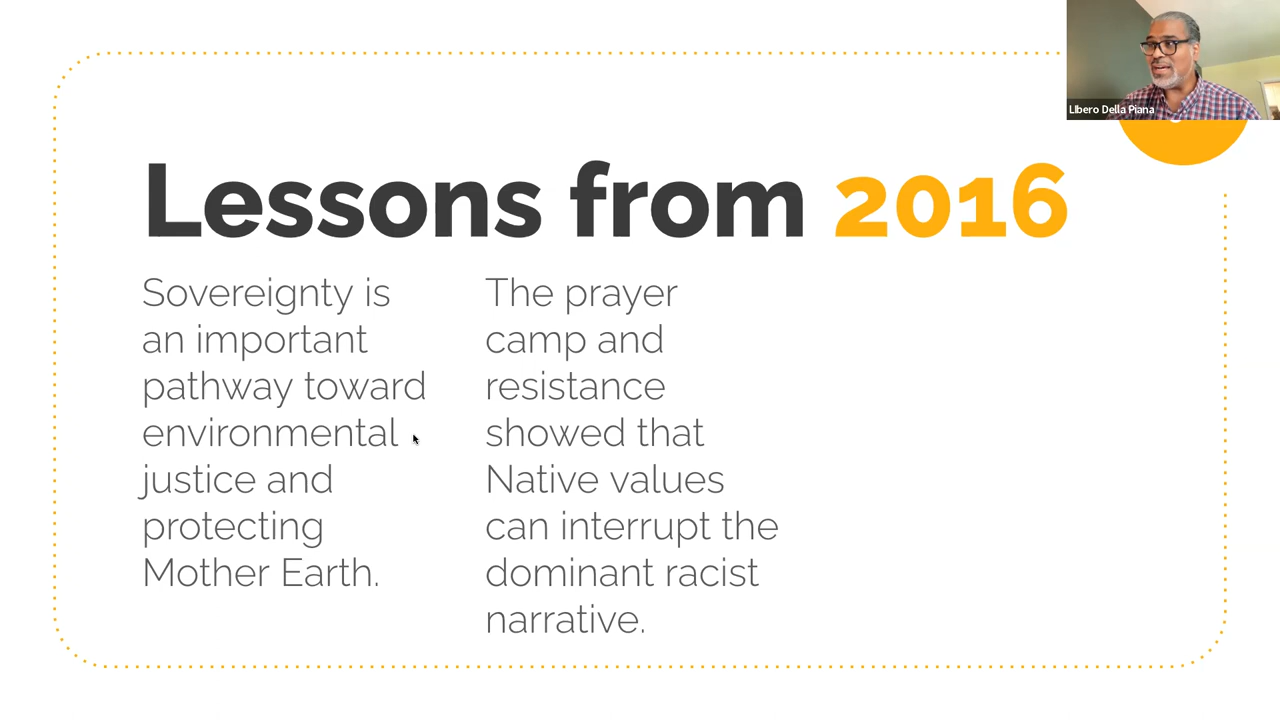 LIbero Della Piana
Lessons from 2016
Sovereignty is
an important
pathway toward
environmental
justice and
protecting
Mother Earth.
The prayer
camp and
resistance
showed that
Native values
can interrupt the
dominant racist
narrative.